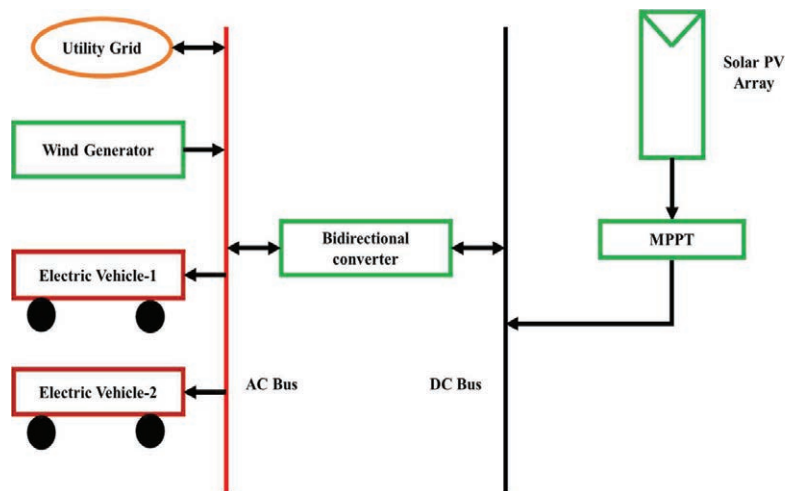 Utility Grid
Solar PV
Array
Wind Generator
Bidirectional
converter
MPPT
Electric Vehicle-1
Electric Vehicle-2
AC Bus
DC Bus